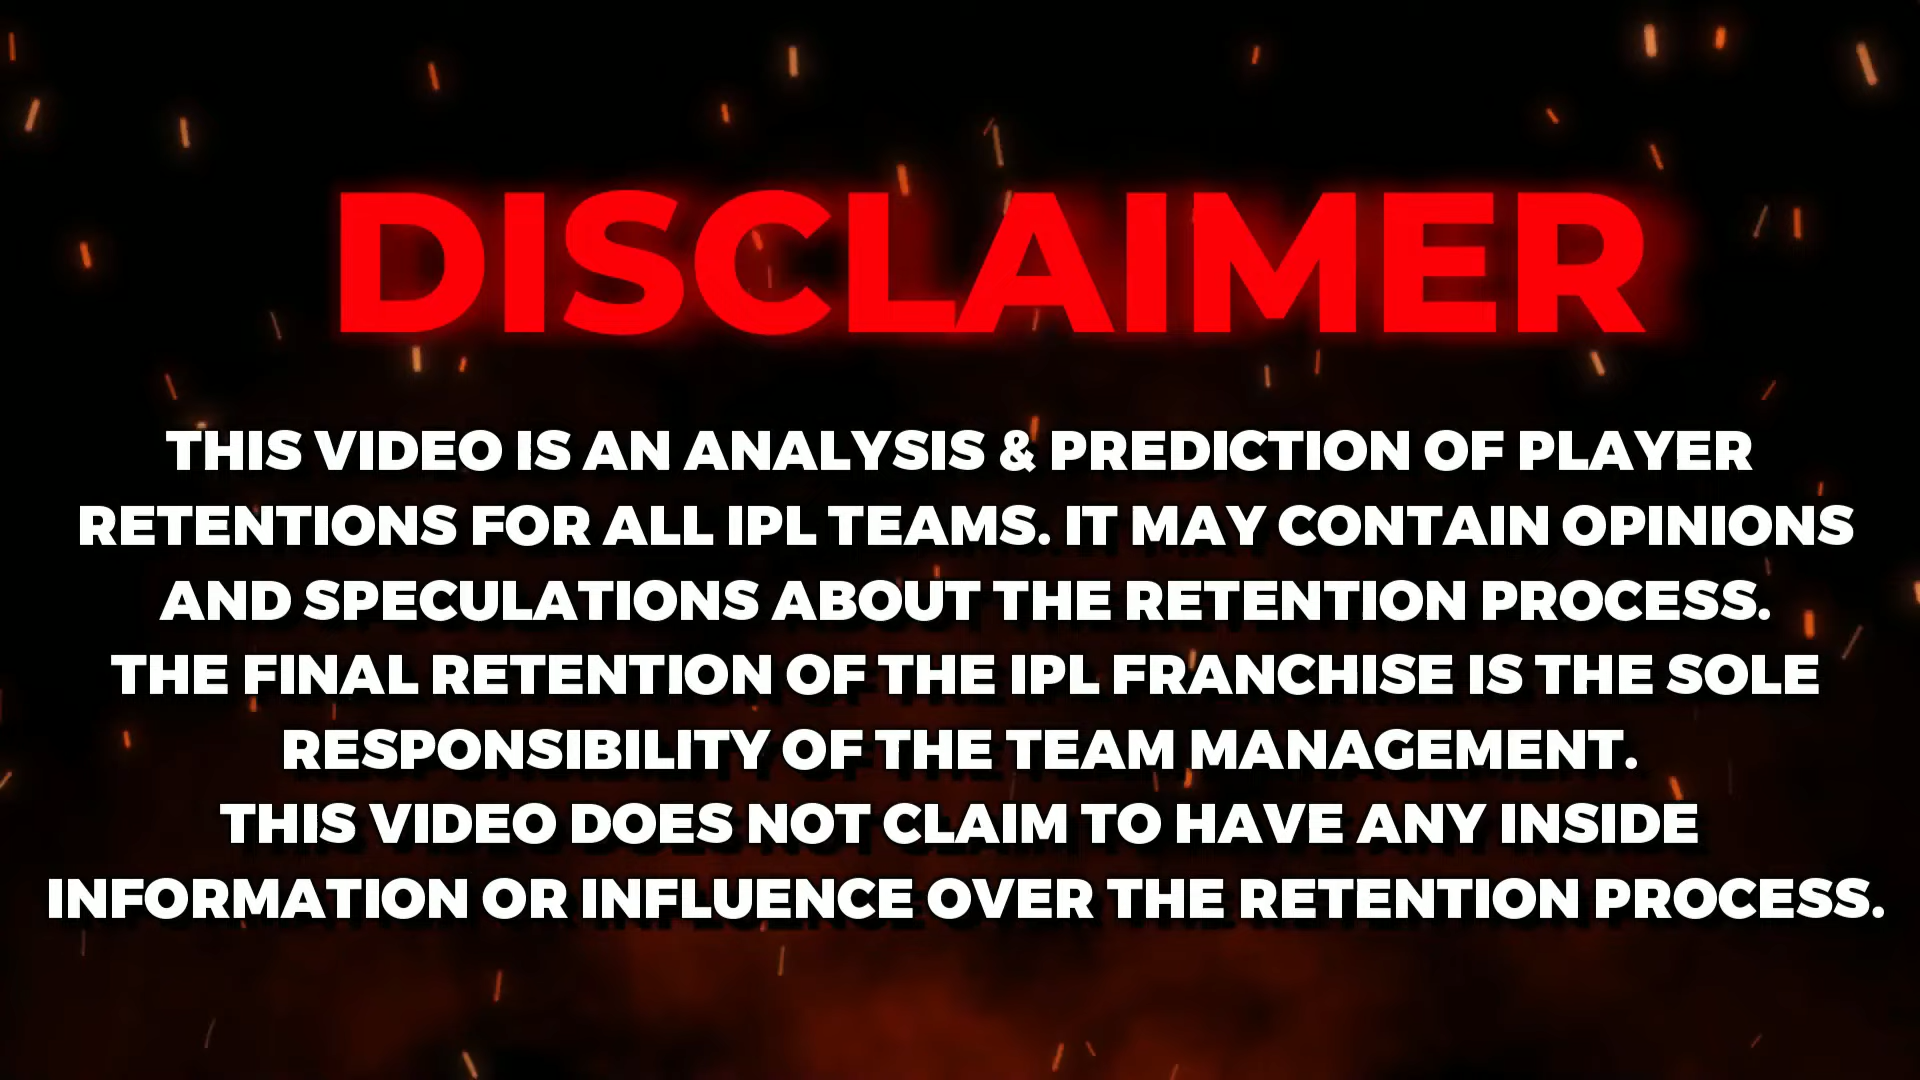 DISCLAIMER
THIS VIDEO IS AN ANALYSIS & PREDICTION OF PLAYER
RETENTIONS FOR ALL IPL TEAMS. IT MAY CONTAIN OPINIONS
AND SPECULATIONS ABOUT THE RETENTION PROCESS.
THE FINAL RETENTION OF THE IPL FRANCHISE IS THE SOLE
RESPONSIBILITY OF THE TEAM MANAGEMENT.
THIS VIDEO DOES NOT CLAIM TO HAVE ANY INSIDE
INFORMATION OR INFLUENCE OVER THE RETENTION PROCESS.